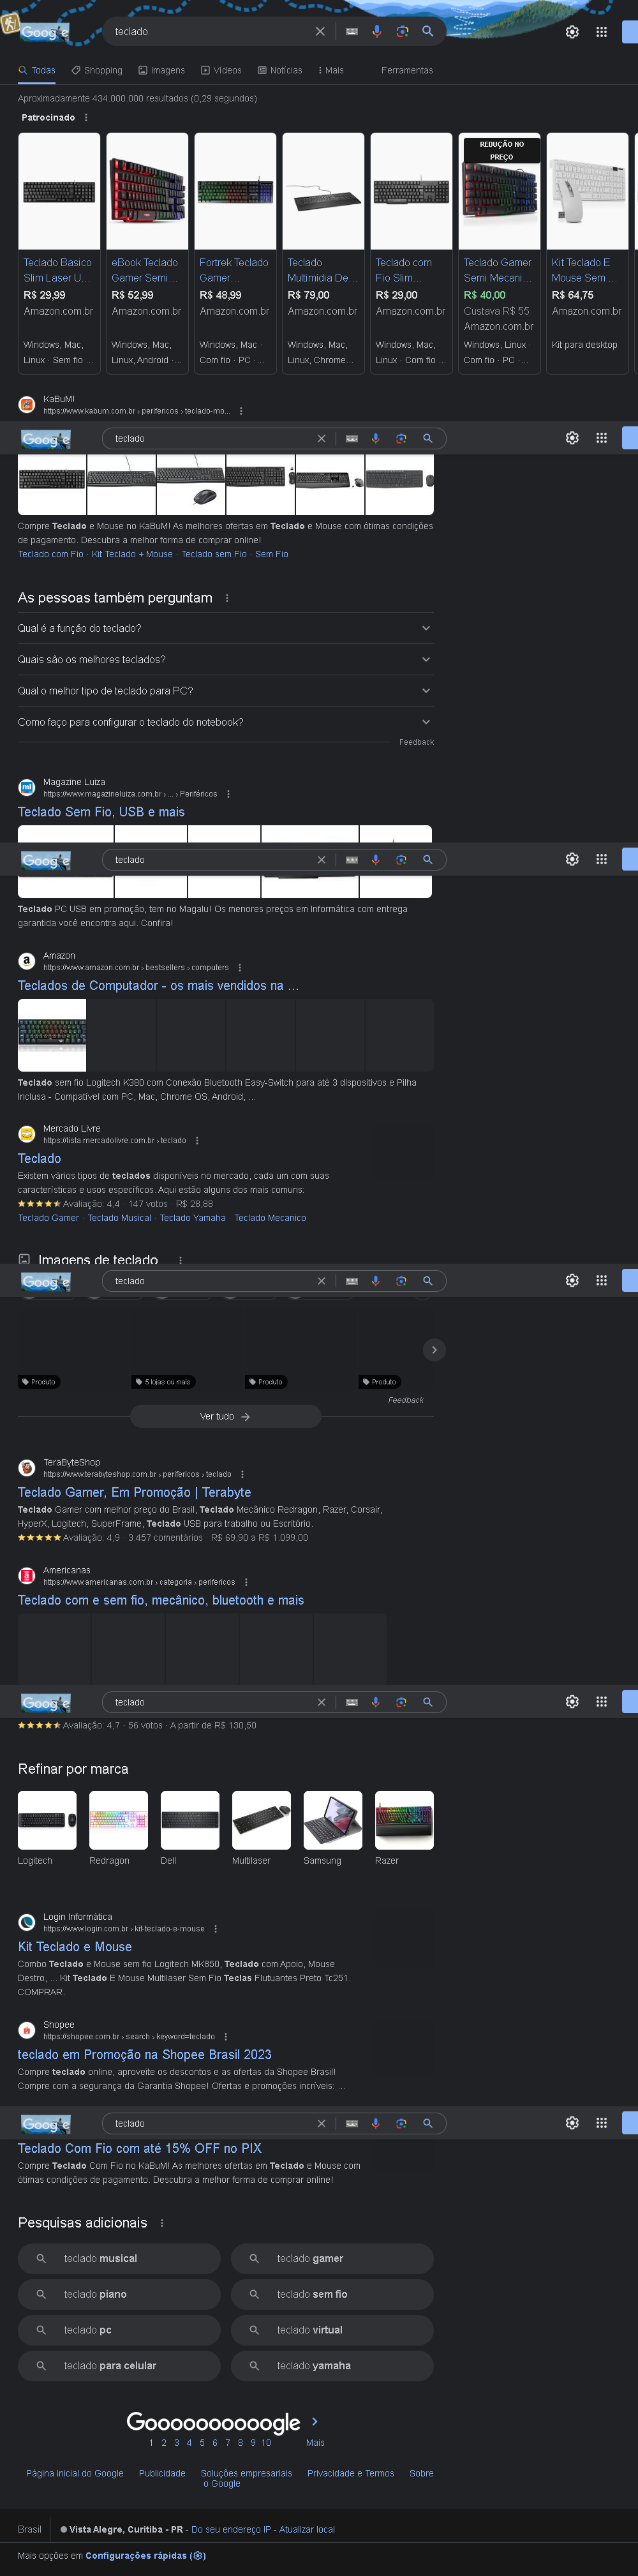 Google
teclado
Todas Shopping Imagens Vídeos Notícias Mais Ferramentas
Aproximadamente 434.000.000 resultados (0,29 segundos)
Patrocinado
Teclado Basico
Slim Laser U...
R$ 29,99
Amazon.com.br
Windows, Mac,
Linux · Sem fio ...
eBook Teclado
Gamer Semi...
R$ 52,99
Amazon.com.br
Windows, Mac,
Linux, Android ·...
Fortrek Teclado
Gamer...
R$ 48,99
Amazon.com.br
Windows, Mac ·
Com fio · PC ·...
Teclado
Multimídia De...
R$ 79,00
Amazon.com.br
Windows, Mac,
Linux, Chrome...
Teclado com
Fio Slim...
R$ 29,00
Amazon.com.br
Windows, Mac,
Linux · Com fio ...
REDUÇÃO NO
PREÇO
Teclado Gamer
Semi Mecani...
R$ 40,00
Custava R$ 55
Amazon.com.br
Windows, Linux ·
Com fio · PC ·...
Kit Teclado E
Mouse Sem ...
R$ 64,75
Amazon.com.br
Kit para desktop
KaBuM!
https://www.kabum.com.br › perifericos › teclado-mo...
Google
teclado
Compre Teclado e Mouse no KaBuM! As melhores ofertas em Teclado e Mouse com ótimas condições
de pagamento. Descubra a melhor forma de comprar online!
Teclado com Fio · Kit Teclado + Mouse · Teclado sem Fio · Sem Fio
As pessoas também perguntam
Qual é a função do teclado?
Quais são os melhores teclados?
Qual o melhor tipo de teclado para PC?
Como faço para configurar o teclado do notebook?
Feedback
Magazine Luiza
https://www.magazineluiza.com.br › ... › Periféricos
Teclado Sem Fio, USB e mais
Google
teclado
Teclado PC USB em promoção, tem no Magalu! Os menores preços em Informática com entrega
garantida você encontra aqui. Confira!
Amazon
https://www.amazon.com.br › bestsellers › computers
Teclados de Computador - os mais vendidos na ...
Teclado sem fio Logitech K380 com Conexão Bluetooth Easy-Switch para até 3 dispositivos e Pilha
Inclusa - Compatível com PC, Mac, Chrome OS, Android, ...
Mercado Livre
https://lista.mercadolivre.com.br › teclado
Teclado
Existem vários tipos de teclados disponíveis no mercado, cada um com suas
características e usos específicos. Aqui estão alguns dos mais comuns:
Avaliação: 4,4 · 147 votos · R$ 28,88
Teclado Gamer · Teclado Musical · Teclado Yamaha · Teclado Mecanico
Imagens de teclado
Google
teclado
Produto
5 lojas ou mais
Produto
Produto
Feedback
Ver tudo
TeraByteShop
https://www.terabyteshop.com.br › perifericos › teclado
Teclado Gamer, Em Promoção | Terabyte
Teclado Gamer com melhor preço do Brasil, Teclado Mecânico Redragon, Razer, Corsair,
HyperX, Logitech, SuperFrame, Teclado USB para trabalho ou Escritório.
Avaliação: 4,9 · 3.457 comentários · R$ 69,90 a R$ 1.099,00
Americanas
https://www.americanas.com.br › categoria › perifericos
Teclado com e sem fio, mecânico, bluetooth e mais
Google
teclado
Avaliação: 4,7 · 56 votos · A partir de R$ 130,50
Refinar por marca
Logitech Redragon Dell Multilaser Samsung Razer
Login Informática
https://www.login.com.br › kit-teclado-e-mouse
Kit Teclado e Mouse
Combo Teclado e Mouse sem fio Logitech MK850, Teclado com Apoio, Mouse
Destro, ... Kit Teclado E Mouse Multilaser Sem Fio Teclas Flutuantes Preto Tc251.
COMPRAR.
Shopee
https://shopee.com.br › search › keyword=teclado
teclado em Promoção na Shopee Brasil 2023
Compre teclado online, aproveite os descontos e as ofertas da Shopee Brasil!
Compre com a segurança da Garantia Shopee! Ofertas e promoções incríveis: ...
Google
teclado
Teclado Com Fio com até 15% OFF no PIX
Compre Teclado Com Fio no KaBuM! As melhores ofertas em Teclado e Mouse com
ótimas condições de pagamento. Descubra a melhor forma de comprar online!
Pesquisas adicionais
teclado musical
teclado gamer
teclado piano
teclado sem fio
teclado pc
teclado virtual
teclado para celular
teclado yamaha
Goooooooooogle
1 2 3 4 5 6 7 8 9 10 Mais
Página inicial do Google Publicidade Soluções empresariais Privacidade e Termos Sobre
o Google
Brasil Vista Alegre, Curitiba - PR - Do seu endereço IP - Atualizar local
Mais opções em Configurações rápidas ( )